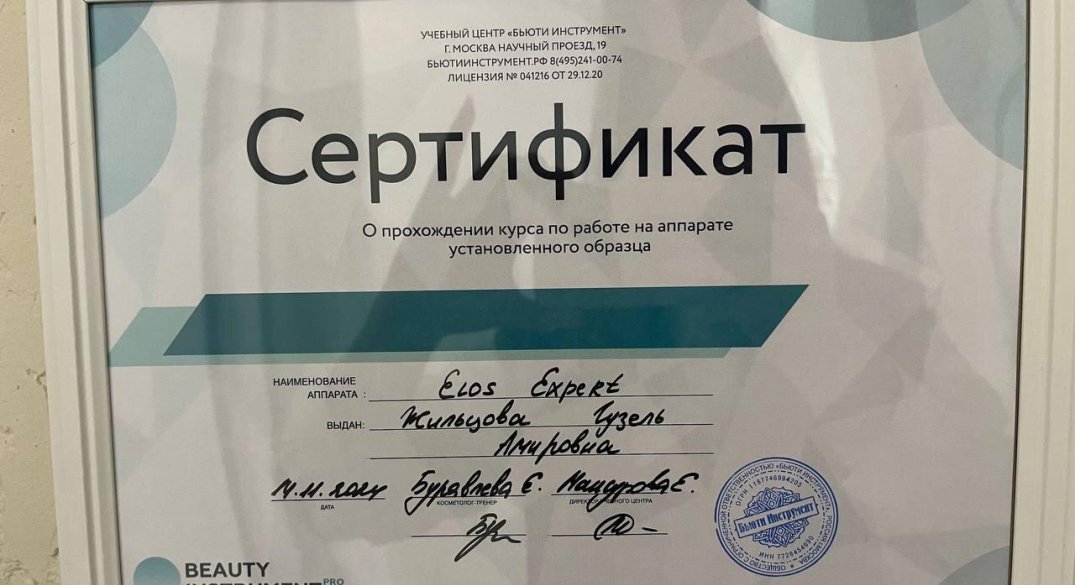 УЧЕБНЫЙ ЦЕНТР «БЬЮТИ ИНСТРУМЕНТ»
Г. МОСКВА НАУЧНЫЙ ПРОЕЗД, 19
БЬЮТИИНСТРУМЕНТ.РФ 8(495)241-00-74
ЛИЦЕНЗИЯ № 041216 ОТ 29.12.20
Сертификат
О прохождении курса по работе на аппарате
установленного образца
НАИМЕНОВАНИЕ
АППАРАТА : Elos Expert
ВЫДАН: Жильцова Гузель
Амировна
14.11.2024 Буравлева Е.
ДАТА КОСМЕТОЛОГ-ТРЕНЕР ДИРЕКТОР УЧЕБНОГО ЦЕНТРА
Бьюти Инструмент
BEAUTY
INSTRUMENT PRO